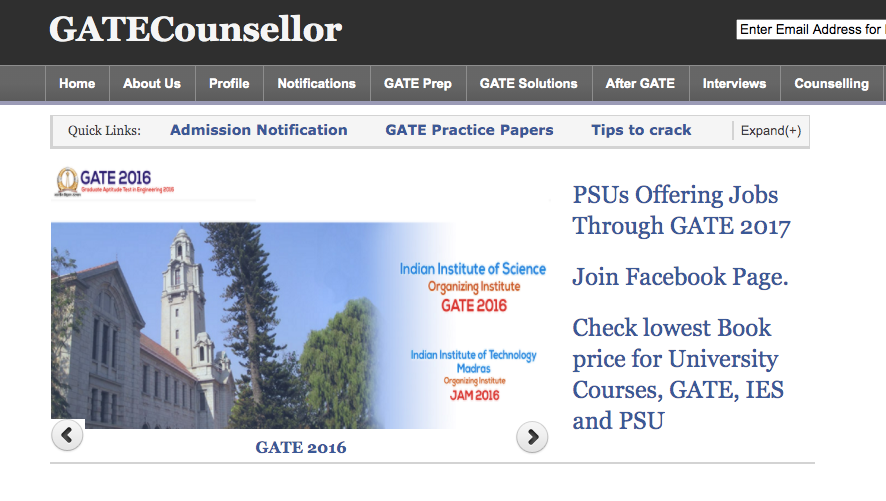 GATECounsellor
Enter Email Address for
Home About Us Profile Notifications GATE Prep GATE Solutions After GATE Interviews Counselling
Quick Links: Admission Notification GATE Practice Papers Tips to crack Expand(+)
GATE 2016
Graduate Aptitude Test in Engineering 2016
PSUs Offering Jobs
Through GATE 2017
Join Facebook Page.
Check lowest Book
price for University
Courses, GATE, IES
and PSU
Indian Institute of Science
Organizing Institute
GATE 2016
Indian Institute of Technology
Madras
Organizing Institute
JAM 2016
GATE 2016